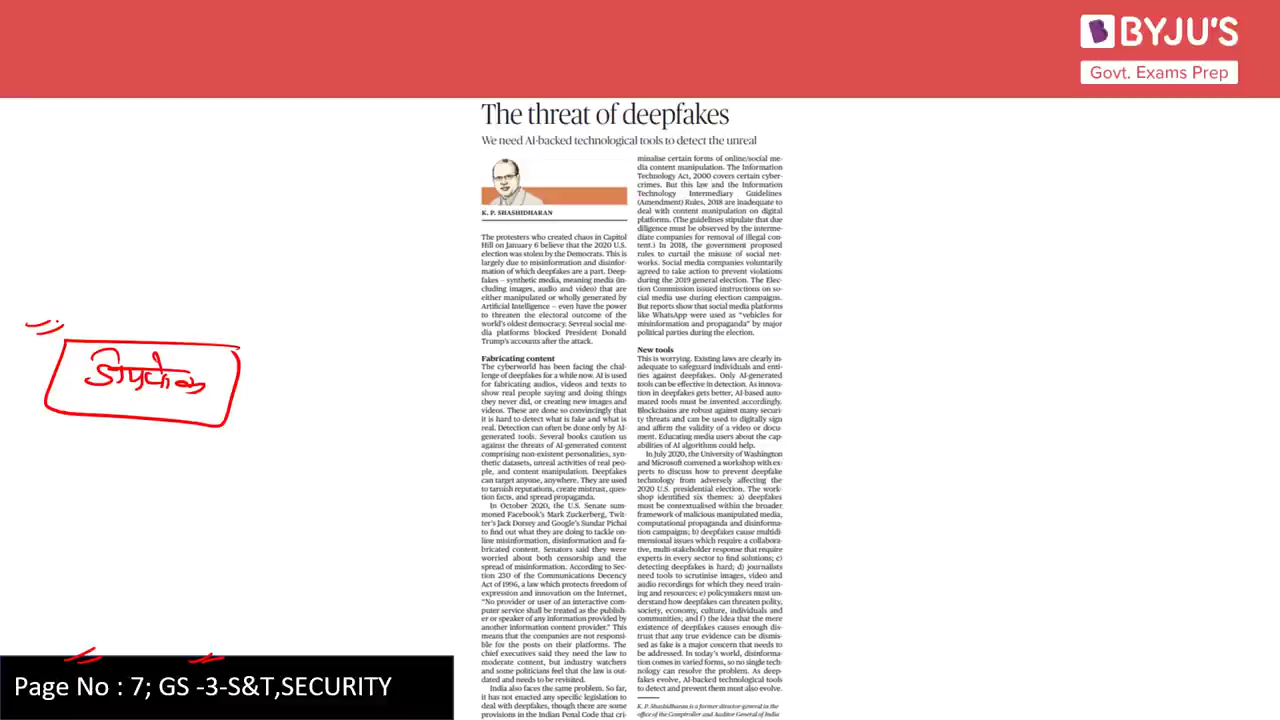 BYJU'S
Govt. Exams Prep
The threat of deepfakes
We need AI-backed technological tools to detect the unreal
K. P. SHASHIDHARAN
The protesters who created chaos in Capitol
Hill on January 6 believe that the 2020 U.S.
election was stolen by the Democrats. This is
largely due to misinformation and disinfor-
mation of which deepfakes are a part. Deep-
fakes – synthetic media, meaning media (in-
cluding images, audio and video) that are
either manipulated or wholly generated by
Artificial Intelligence – even have the power
to threaten the electoral outcome of the
world's oldest democracy. Sevreal social me-
dia platforms blocked President Donald
Trump's accounts after the attack.
Fabricating content
The cyberworld has been facing the chal-
lenge of deepfakes for a while now. AI is used
for fabricating audios, videos and texts to
show real people saying and doing things
they never did, or creating new images and
videos. These are done so convincingly that
it is hard to detect what is fake and what is
real. Detection can often be done only by AI-
generated tools. Several books caution us
against the threats of AI-generated content
comprising non-existent personalities, syn-
thetic datasets, unreal activities of real peo-
ple, and content manipulation. Deepfakes
can target anyone, anywhere. They are used
to tarnish reputations, create mistrust, ques-
tion facts, and spread propaganda.
In October 2020, the U.S. Senate sum-
moned Facebook's Mark Zuckerberg, Twit-
ter's Jack Dorsey and Google's Sundar Pichai
to find out what they are doing to tackle on-
line misinformation, disinformation and fa-
bricated content. Senators said they were
worried about both censorship and the
spread of misinformation. According to Sec-
tion 230 of the Communications Decency
Act of 1996, a law which protects freedom of
expression and innovation on the Internet,
“No provider or user of an interactive com-
puter service shall be treated as the publish-
er or speaker of any information provided by
another information content provider.” This
means that the companies are not responsi-
ble for the posts on their platforms. The
chief executives said they need the law to
moderate content, but industry watchers
and some politicians feel that the law is out-
dated and needs to be revisited.
India also faces the same problem. So far,
it has not enacted any specific legislation to
deal with deepfakes, though there are some
provisions in the Indian Penal Code that cri-
minalise certain forms of online/social me-
dia content manipulation. The Information
Technology Act, 2000 covers certain cyber-
crimes. But this law and the Information
Technology Intermediary Guidelines
(Amendment) Rules, 2018 are inadequate to
deal with content manipulation on digital
platforms. (The guidelines stipulate that due
diligence must be observed by the interme-
diate companies for removal of illegal con-
tent.) In 2018, the government proposed
rules to curtail the misuse of social net-
works. Social media companies voluntarily
agreed to take action to prevent violations
during the 2019 general election. The Elec-
tion Commission issued instructions on so-
cial media use during election campaigns.
But reports show that social media platforms
like WhatsApp were used as “vehicles for
misinformation and propaganda” by major
political parties during the election.
New tools
This is worrying. Existing laws are clearly in-
adequate to safeguard individuals and enti-
ties against deepfakes. Only AI-generated
tools can be effective in detection. As innova-
tion in deepfakes gets better, AI-based auto-
mated tools must be invented accordingly.
Blockchains are robust against many securi-
ty threats and can be used to digitally sign
and affirm the validity of a video or docu-
ment. Educating media users about the cap-
abilities of AI algorithms could help.
In July 2020, the University of Washington
and Microsoft convened a workshop with ex-
perts to discuss how to prevent deepfake
technology from adversely affecting the
2020 U.S. presidential election. The work-
shop identified six themes: a) deepfakes
must be contextualised within the broader
framework of malicious manipulated media,
computational propaganda and disinforma-
tion campaigns; b) deepfakes cause multidi-
mensional issues which require a collabora-
tive, multi-stakeholder response that require
experts in every sector to find solutions; c)
detecting deepfakes is hard; d) journalists
need tools to scrutinise images, video and
audio recordings for which they need train-
ing and resources; e) policymakers must un-
derstand how deepfakes can threaten polity,
society, economy, culture, individuals and
communities; and f) the idea that the mere
existence of deepfakes causes enough dis-
trust that any true evidence can be dismis-
sed as fake is a major concern that needs to
be addressed. In today's world, disinforma-
tion comes in varied forms, so no single tech-
nology can resolve the problem. As deep-
fakes evolve, AI-backed technological tools
to detect and prevent them must also evolve.
K. P. Shashidharan is a former director-general in the
office of the Comptroller and Auditor General of India
डीपफेक
Page No : 7; GS -3-S&T,SECURITY